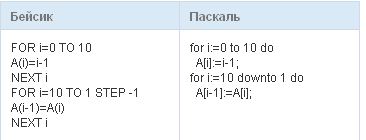 Бейсик
Паскаль
FOR i=0 TO 10
A(i)=i-1
NEXT i
FOR i=10 TO 1 STEP -1
A(i-1)=A(i)
NEXT i
for i:=0 to 10 do
A[i]:=i-1;
for i:=10 downto 1 do
A[i-1]:=A[i];